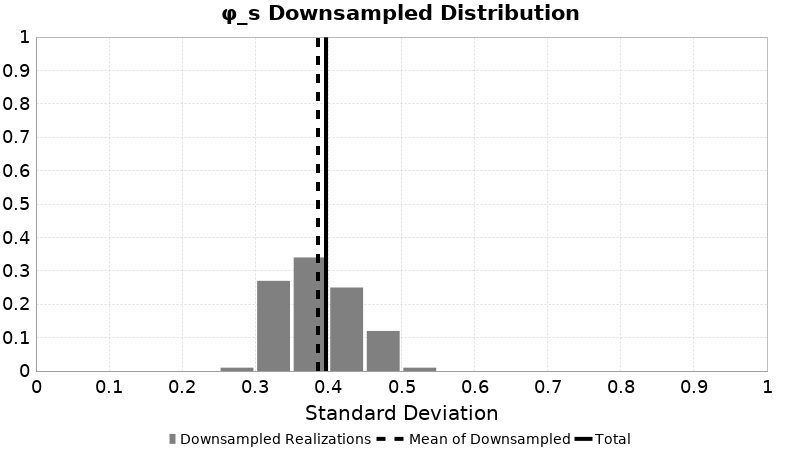 φ_s Downsampled Distribution
1
0.9
0.8
0.7
0.6
0.5
0.4
0.3
0.2
0.1
0
0 0.1 0.2 0.3 0.4 0.5 0.6 0.7 0.8 0.9 1
Standard Deviation
Downsampled Realizations Mean of Downsampled Total